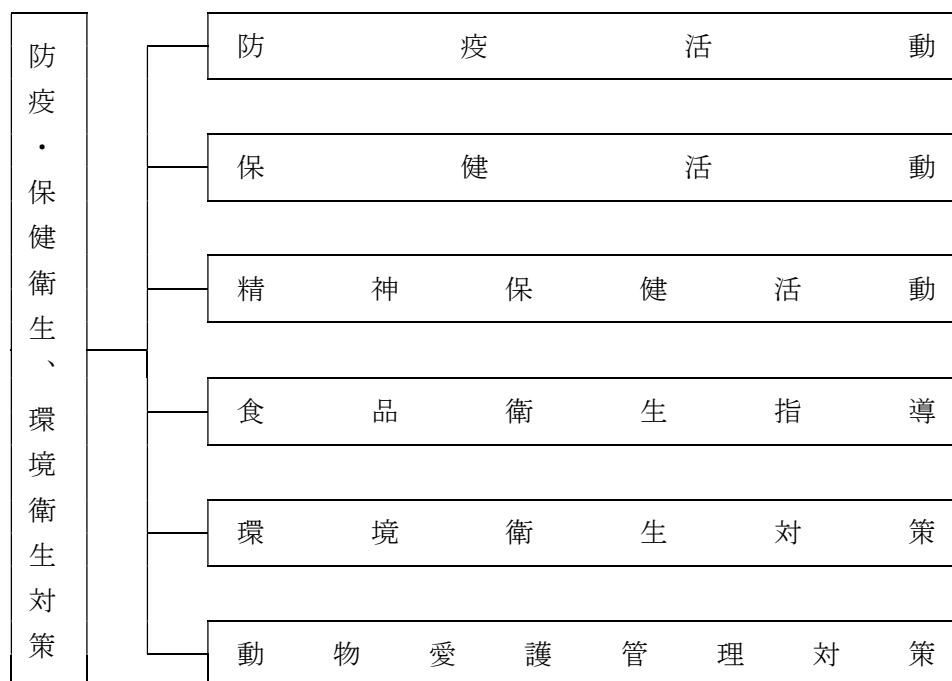 防疫・保健衛生、環境衛生対策
防疫活動
保健活動
精神保健活動
食品衛生指導
環境衛生対策
動物愛護管理対策